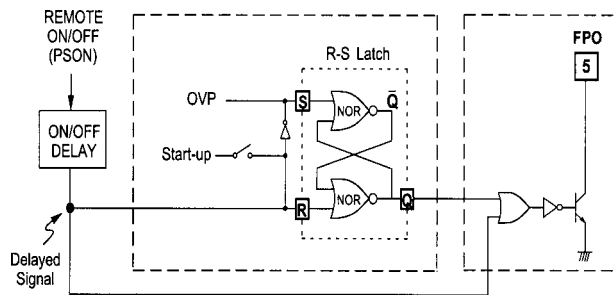 REMOTE
ON/OFF
(PSON)
FPO
5
R-S Latch
OVP
S
NOR
Q̄
ON/OFF
DELAY
Start-up
NOR
R
Q
Delayed
Signal